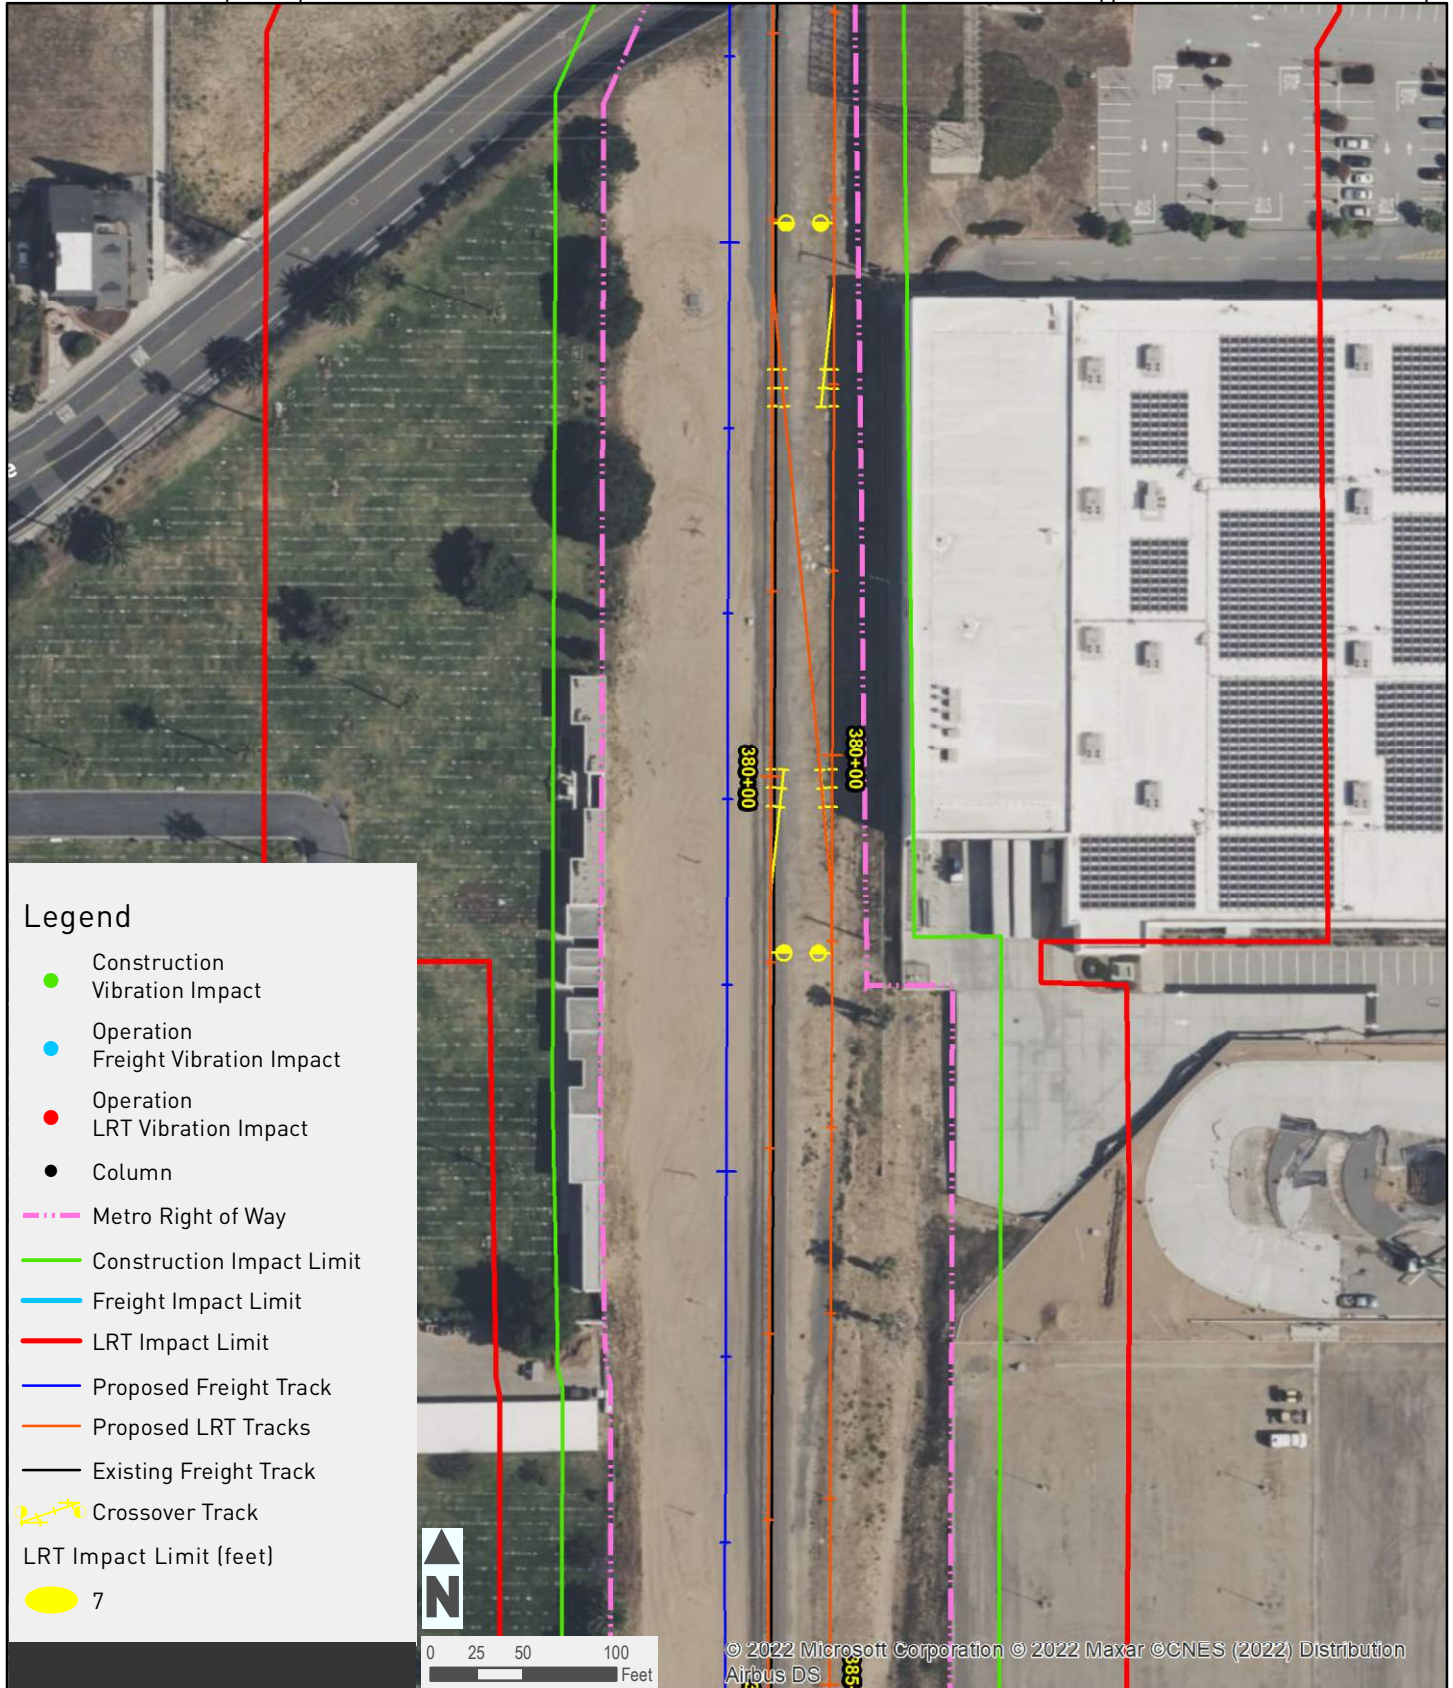 380+00
380+00
Legend
Construction
Vibration Impact
Operation
Freight Vibration Impact
Operation
LRT Vibration Impact
Column
Metro Right of Way
Construction Impact Limit
Freight Impact Limit
LRT Impact Limit
Proposed Freight Track
Proposed LRT Tracks
Existing Freight Track
Crossover Track
LRT Impact Limit (feet)
7
N
0 25 50 100
Feet
© 2022 Microsoft Corporation © 2022 Maxar ©CNES (2022) Distribution
Airbus DS